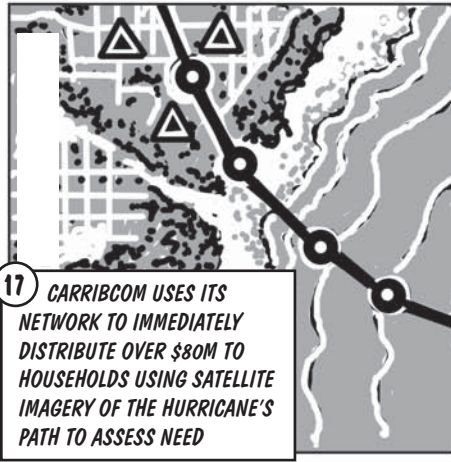 17 CARRIBCOM USES ITS
NETWORK TO IMMEDIATELY
DISTRIBUTE OVER $80M TO
HOUSEHOLDS USING SATELLITE
IMAGERY OF THE HURRICANE'S
PATH TO ASSESS NEED